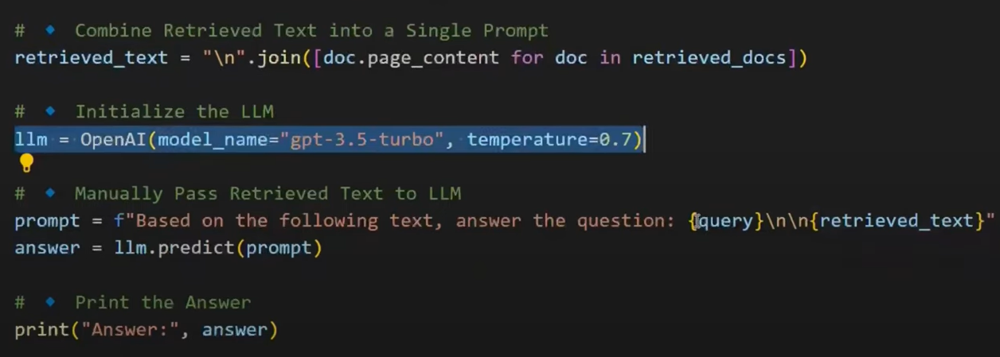 # 🔹 Combine Retrieved Text into a Single Prompt
retrieved_text = "\n".join([doc.page_content for doc in retrieved_docs])
# 🔹 Initialize the LLM
llm = OpenAI(model_name="gpt-3.5-turbo", temperature=0.7)
# 🔹 Manually Pass Retrieved Text to LLM
prompt = f"Based on the following text, answer the question: {query}\n\n{retrieved_text}"
answer = llm.predict(prompt)
# 🔹 Print the Answer
print("Answer:", answer)